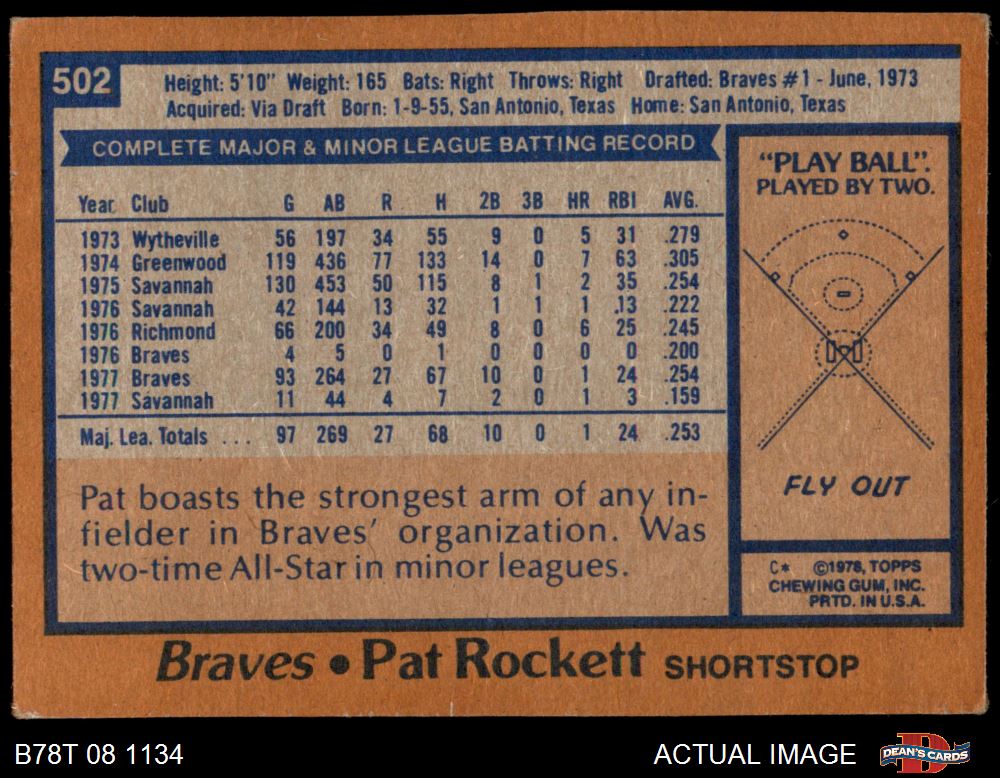 502
Height: 5'10" Weight: 165 Bats: Right Throws: Right Drafted: Braves #1 - June, 1973
Acquired: Via Draft Born: 1-9-55, San Antonio, Texas Home: San Antonio, Texas
COMPLETE MAJOR & MINOR LEAGUE BATTING RECORD
Year Club G AB R H 2B 3B HR RBI AVG.
1973 Wytheville 56 197 34 55 9 0 5 31 .279
1974 Greenwood 119 436 77 133 14 0 7 63 .305
1975 Savannah 130 453 50 115 8 1 2 35 .254
1976 Savannah 42 144 13 32 1 1 1 13 .222
1976 Richmond 66 200 34 49 8 0 6 25 .245
1976 Braves 4 5 0 1 0 0 0 0 .200
1977 Braves 93 264 27 67 10 0 1 24 .254
1977 Savannah 11 44 4 7 2 0 1 3 .159
Maj. Lea. Totals ... 97 269 27 68 10 0 1 24 .253
Pat boasts the strongest arm of any in-
fielder in Braves' organization. Was
two-time All-Star in minor leagues.
"PLAY BALL".
PLAYED BY TWO.
FLY OUT
C* ©1978, TOPPS
CHEWING GUM, INC.
PRTD. IN U.S.A.
Braves • Pat Rockett SHORTSTOP
B78T 08 1134
ACTUAL IMAGE
DEAN'S CARDS